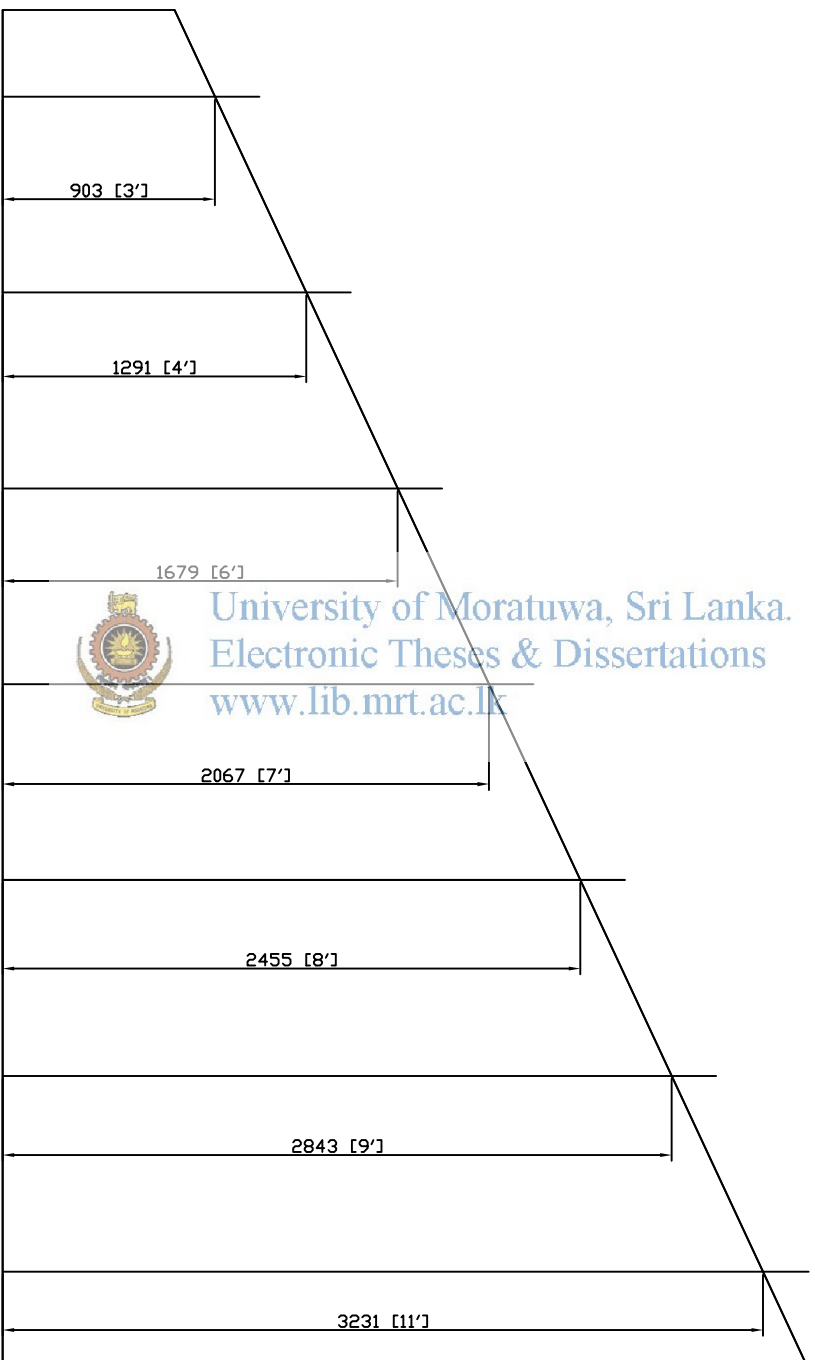 903 [3']
1291 [4']
1679 [6']
University of Moratuwa, Sri Lanka.
Electronic Theses & Dissertations
www.lib.mrt.ac.lk
2067 [7']
2455 [8']
2843 [9']
3231 [11']